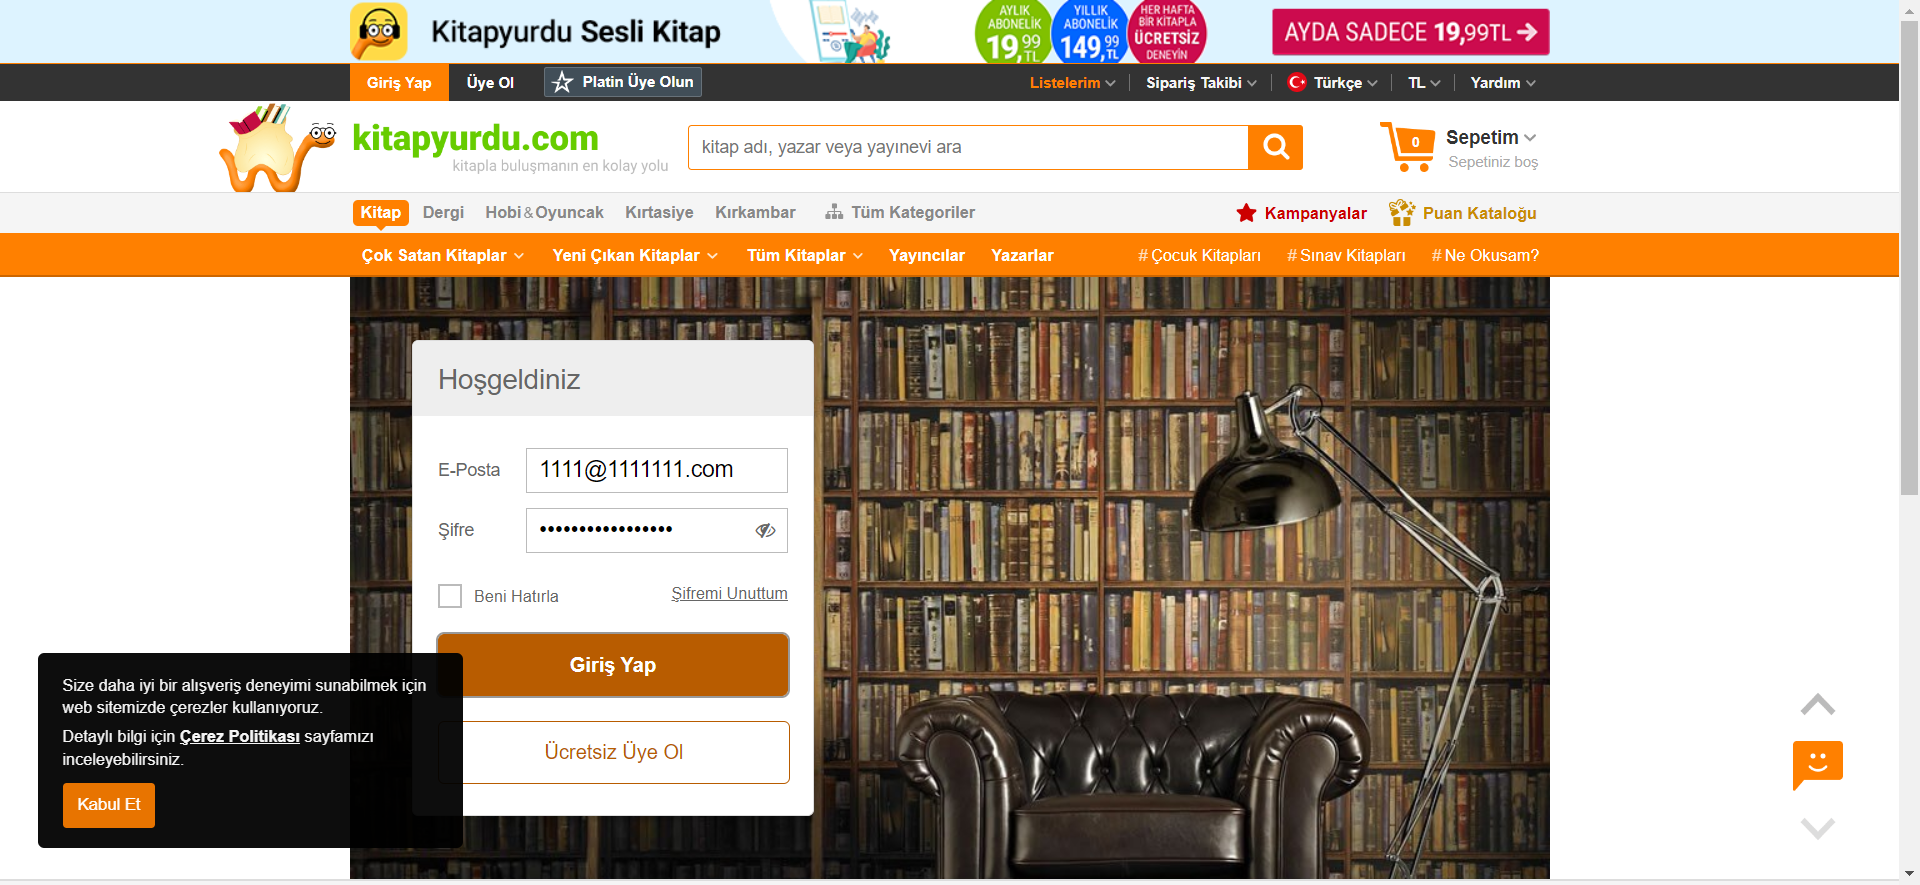 Kitapyurdu Sesli Kitap
AYLIK ABONELİK 19,99 TL
YILLIK ABONELİK 149,99 TL
HER HAFTA BİR KİTAPLA ÜCRETSİZ DENEYİN
AYDA SADECE 19,99TL
Giriş Yap Üye Ol Platin Üye Olun Listelerim Sipariş Takibi Türkçe TL Yardım
kitapyurdu.com
kitapla buluşmanın en kolay yolu
kitap adı, yazar veya yayınevi ara
0
Sepetim
Sepetiniz boş
Kitap Dergi Hobi & Oyuncak Kırtasiye Kırkambar Tüm Kategoriler Kampanyalar Puan Kataloğu
Çok Satan Kitaplar Yeni Çıkan Kitaplar Tüm Kitaplar Yayıncılar Yazarlar # Çocuk Kitapları # Sınav Kitapları # Ne Okusam?
Hoşgeldiniz
E-Posta 1111@1111111.com
Şifre •••••••••••••••••
Beni Hatırla Şifremi Unuttum
Giriş Yap
Ücretsiz Üye Ol
Size daha iyi bir alışveriş deneyimi sunabilmek için
web sitemizde çerezler kullanıyoruz.
Detaylı bilgi için Çerez Politikası sayfamızı
inceleyebilirsiniz.
Kabul Et